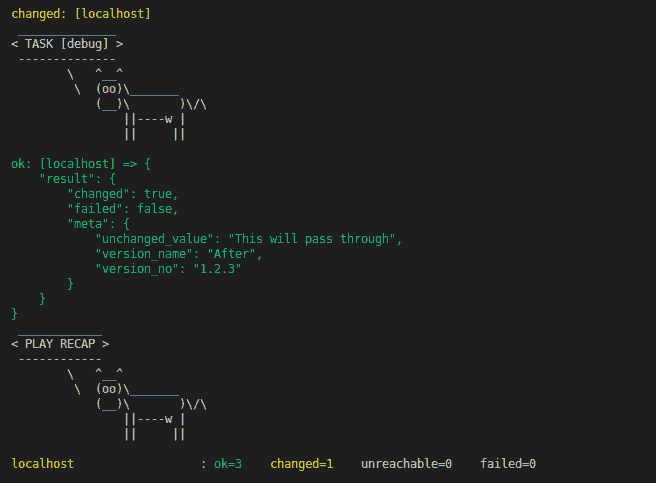 changed: [localhost]
 ______________
< TASK [debug] >
 --------------
        \   ^__^
         \  (oo)\_______
            (__)\       )\/\
                ||----w |
                ||     ||

ok: [localhost] => {
    "result": {
        "changed": true,
        "failed": false,
        "meta": {
            "unchanged_value": "This will pass through",
            "version_name": "After",
            "version_no": "1.2.3"
        }
    }
}
 ____________
< PLAY RECAP >
 ------------
        \   ^__^
         \  (oo)\_______
            (__)\       )\/\
                ||----w |
                ||     ||

localhost                  : ok=3    changed=1    unreachable=0    failed=0